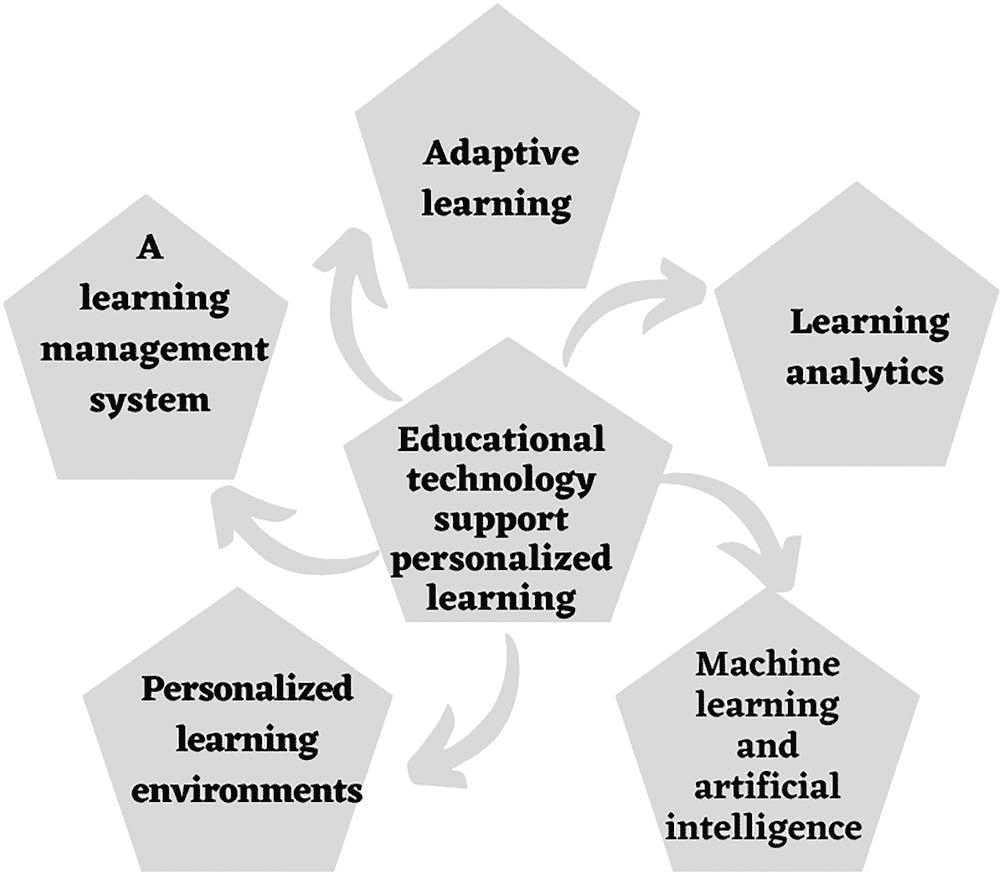 Adaptive
learning
A
learning
management
system
Learning
analytics
Educational
technology
support
personalized
learning
Personalized
learning
environments
Machine
learning
and
artificial
intelligence